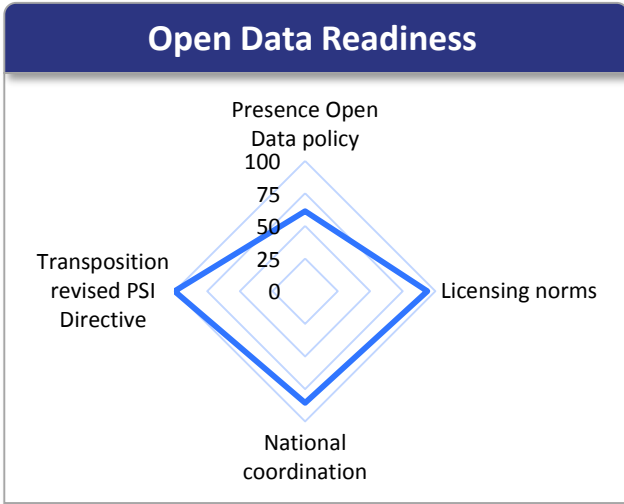 Open Data Readiness
Presence Open
Data policy
100
75
50
25
0
Transposition
revised PSI
Directive
Licensing norms
National
coordination